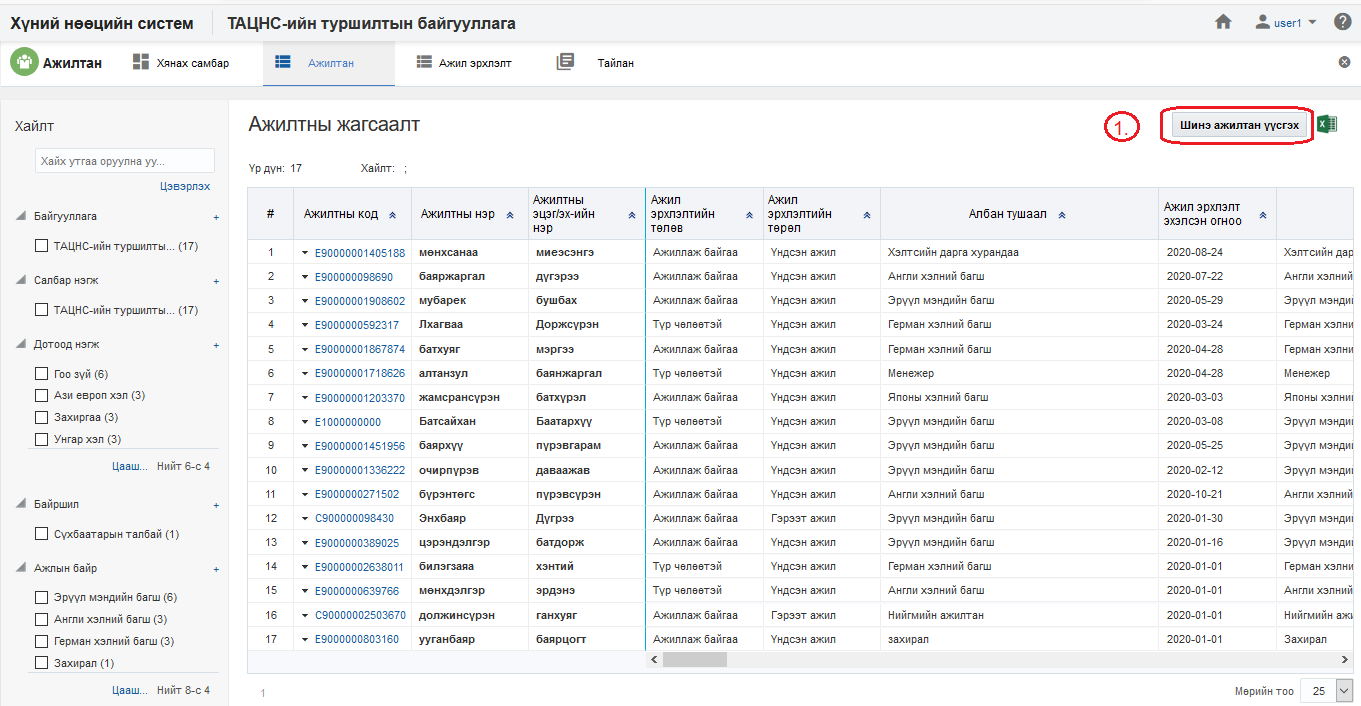 Хүний нөөцийн систем ТАЦНС-ийн туршилтын байгууллага user1
Ажилтан Хянах самбар Ажилтан Ажил эрхлэлт Тайлан
Хайлт
Хайх утгаа оруулна уу...
Цэвэрлэх
Байгууллага +
ТАЦНС-ийн туршилты... (17)
Салбар нэгж +
ТАЦНС-ийн туршилты... (17)
Дотоод нэгж +
Гоо зүй (6)
Ази европ хэл (3)
Захиргаа (3)
Унгар хэл (3)
Цааш... Нийт 6-с 4
Байршил +
Сүхбаатарын талбай (1)
Ажлын байр +
Эрүүл мэндийн багш (6)
Англи хэлний багш (3)
Герман хэлний багш (3)
Захирал (1)
Цааш... Нийт 8-с 4
Ажилтны жагсаалт
1. Шинэ ажилтан үүсгэх
Үр дүн: 17 Хайлт: ;
# Ажилтны код Ажилтны нэр Ажилтны эцэг/эх-ийн нэр Ажил эрхлэлтийн төлөв Ажил эрхлэлтийн төрөл Албан тушаал Ажил эрхлэлт эхэлсэн огноо
1 E90000001405188 мөнхсанаа миеэсэнгэ Ажиллаж байгаа Үндсэн ажил Хэлтсийн дарга хурандаа 2020-08-24 Хэлтсийн дар
2 E900000098690 баяржаргал дүгэрээ Ажиллаж байгаа Үндсэн ажил Англи хэлний багш 2020-07-22 Англи хэлний
3 E90000001908602 мубарек бушбах Ажиллаж байгаа Үндсэн ажил Эрүүл мэндийн багш 2020-05-29 Эрүүл мэндий
4 E9000000592317 Лхагваа Доржсүрэн Түр чөлөөтэй Үндсэн ажил Герман хэлний багш 2020-03-24 Герман хэлни
5 E90000001867874 батхуяг мэргээ Ажиллаж байгаа Үндсэн ажил Герман хэлний багш 2020-04-28 Герман хэлни
6 E90000001718626 алтанзул баянжаргал Түр чөлөөтэй Үндсэн ажил Менежер 2020-04-28 Менежер
7 E90000001203370 жамсрансүрэн батхүрэл Ажиллаж байгаа Үндсэн ажил Японы хэлний багш 2020-03-03 Японы хэлний
8 E1000000000 Батсайхан Баатархүү Түр чөлөөтэй Үндсэн ажил Эрүүл мэндийн багш 2020-03-08 Эрүүл мэндий
9 E90000001451956 баярхүү пүрэвгарам Ажиллаж байгаа Үндсэн ажил Эрүүл мэндийн багш 2020-05-25 Эрүүл мэндий
10 E90000001336222 очирпүрэв даваажав Ажиллаж байгаа Үндсэн ажил Эрүүл мэндийн багш 2020-02-12 Эрүүл мэндий
11 E9000000271502 бүрэнтөгс пүрэвсүрэн Ажиллаж байгаа Үндсэн ажил Англи хэлний багш 2020-10-21 Англи хэлний
12 C900000098430 Энхбаяр Дүгрээ Ажиллаж байгаа Гэрээт ажил Эрүүл мэндийн багш 2020-01-30 Эрүүл мэндий
13 E9000000389025 цэрэндэлгэр батдорж Ажиллаж байгаа Үндсэн ажил Эрүүл мэндийн багш 2020-01-16 Эрүүл мэндий
14 E90000002638011 билэгзаяа хэнтий Түр чөлөөтэй Үндсэн ажил Герман хэлний багш 2020-01-01 Герман хэлни
15 E9000000639766 мөнхдэлгэр эрдэнэ Түр чөлөөтэй Үндсэн ажил Англи хэлний багш 2020-01-01 Англи хэлний
16 C90000002503670 должинсүрэн ганхуяг Ажиллаж байгаа Гэрээт ажил Нийгмийн ажилтан 2020-01-01 Нийгмийн ажи
17 E9000000803160 ууганбаяр баярцогт Ажиллаж байгаа Үндсэн ажил захирал 2020-01-01 Захирал
1 Мөрийн тоо 25